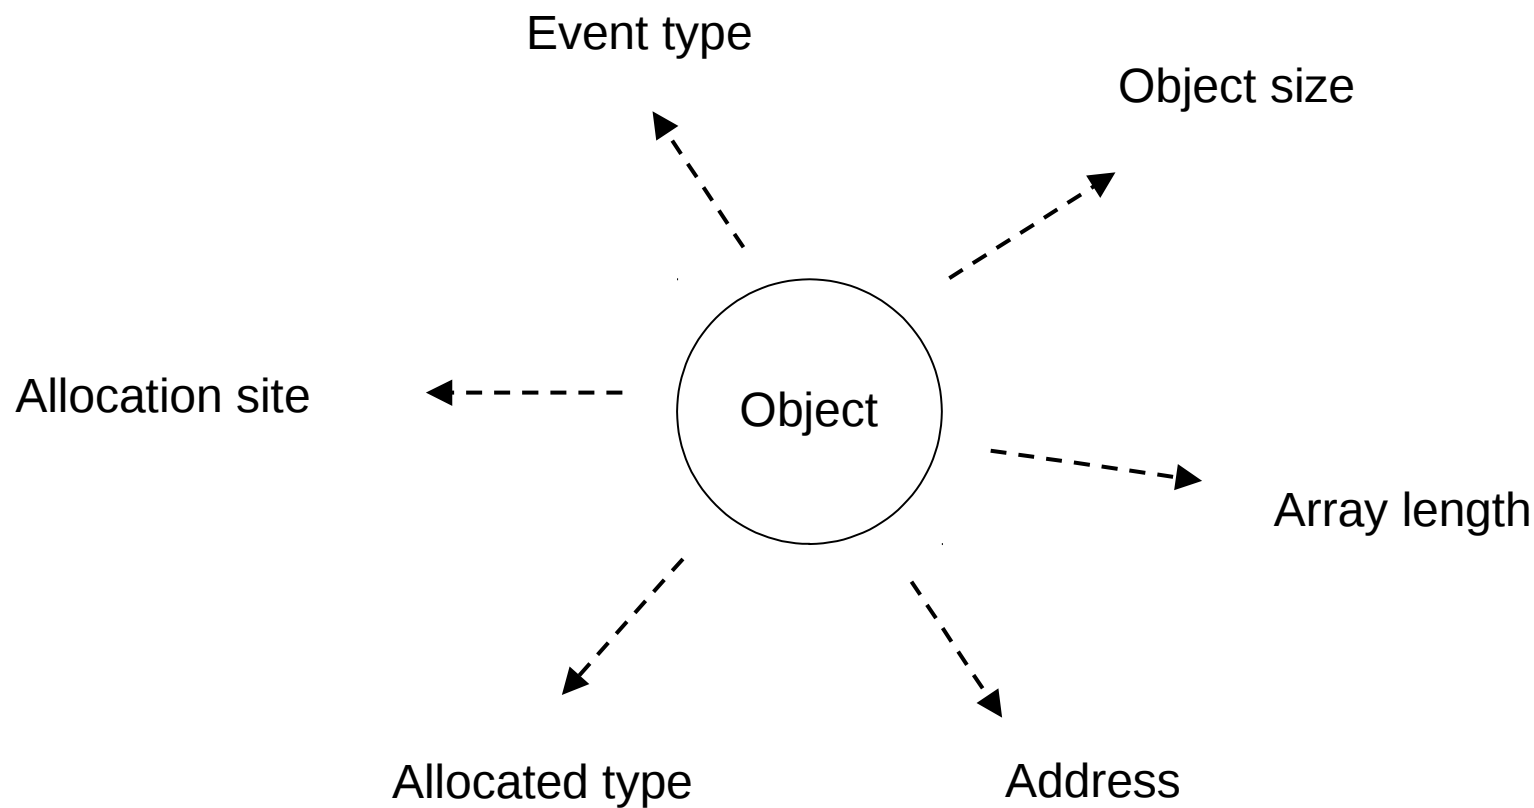 Event type
Object size
Allocation site
Object
Array length
Allocated type
Address